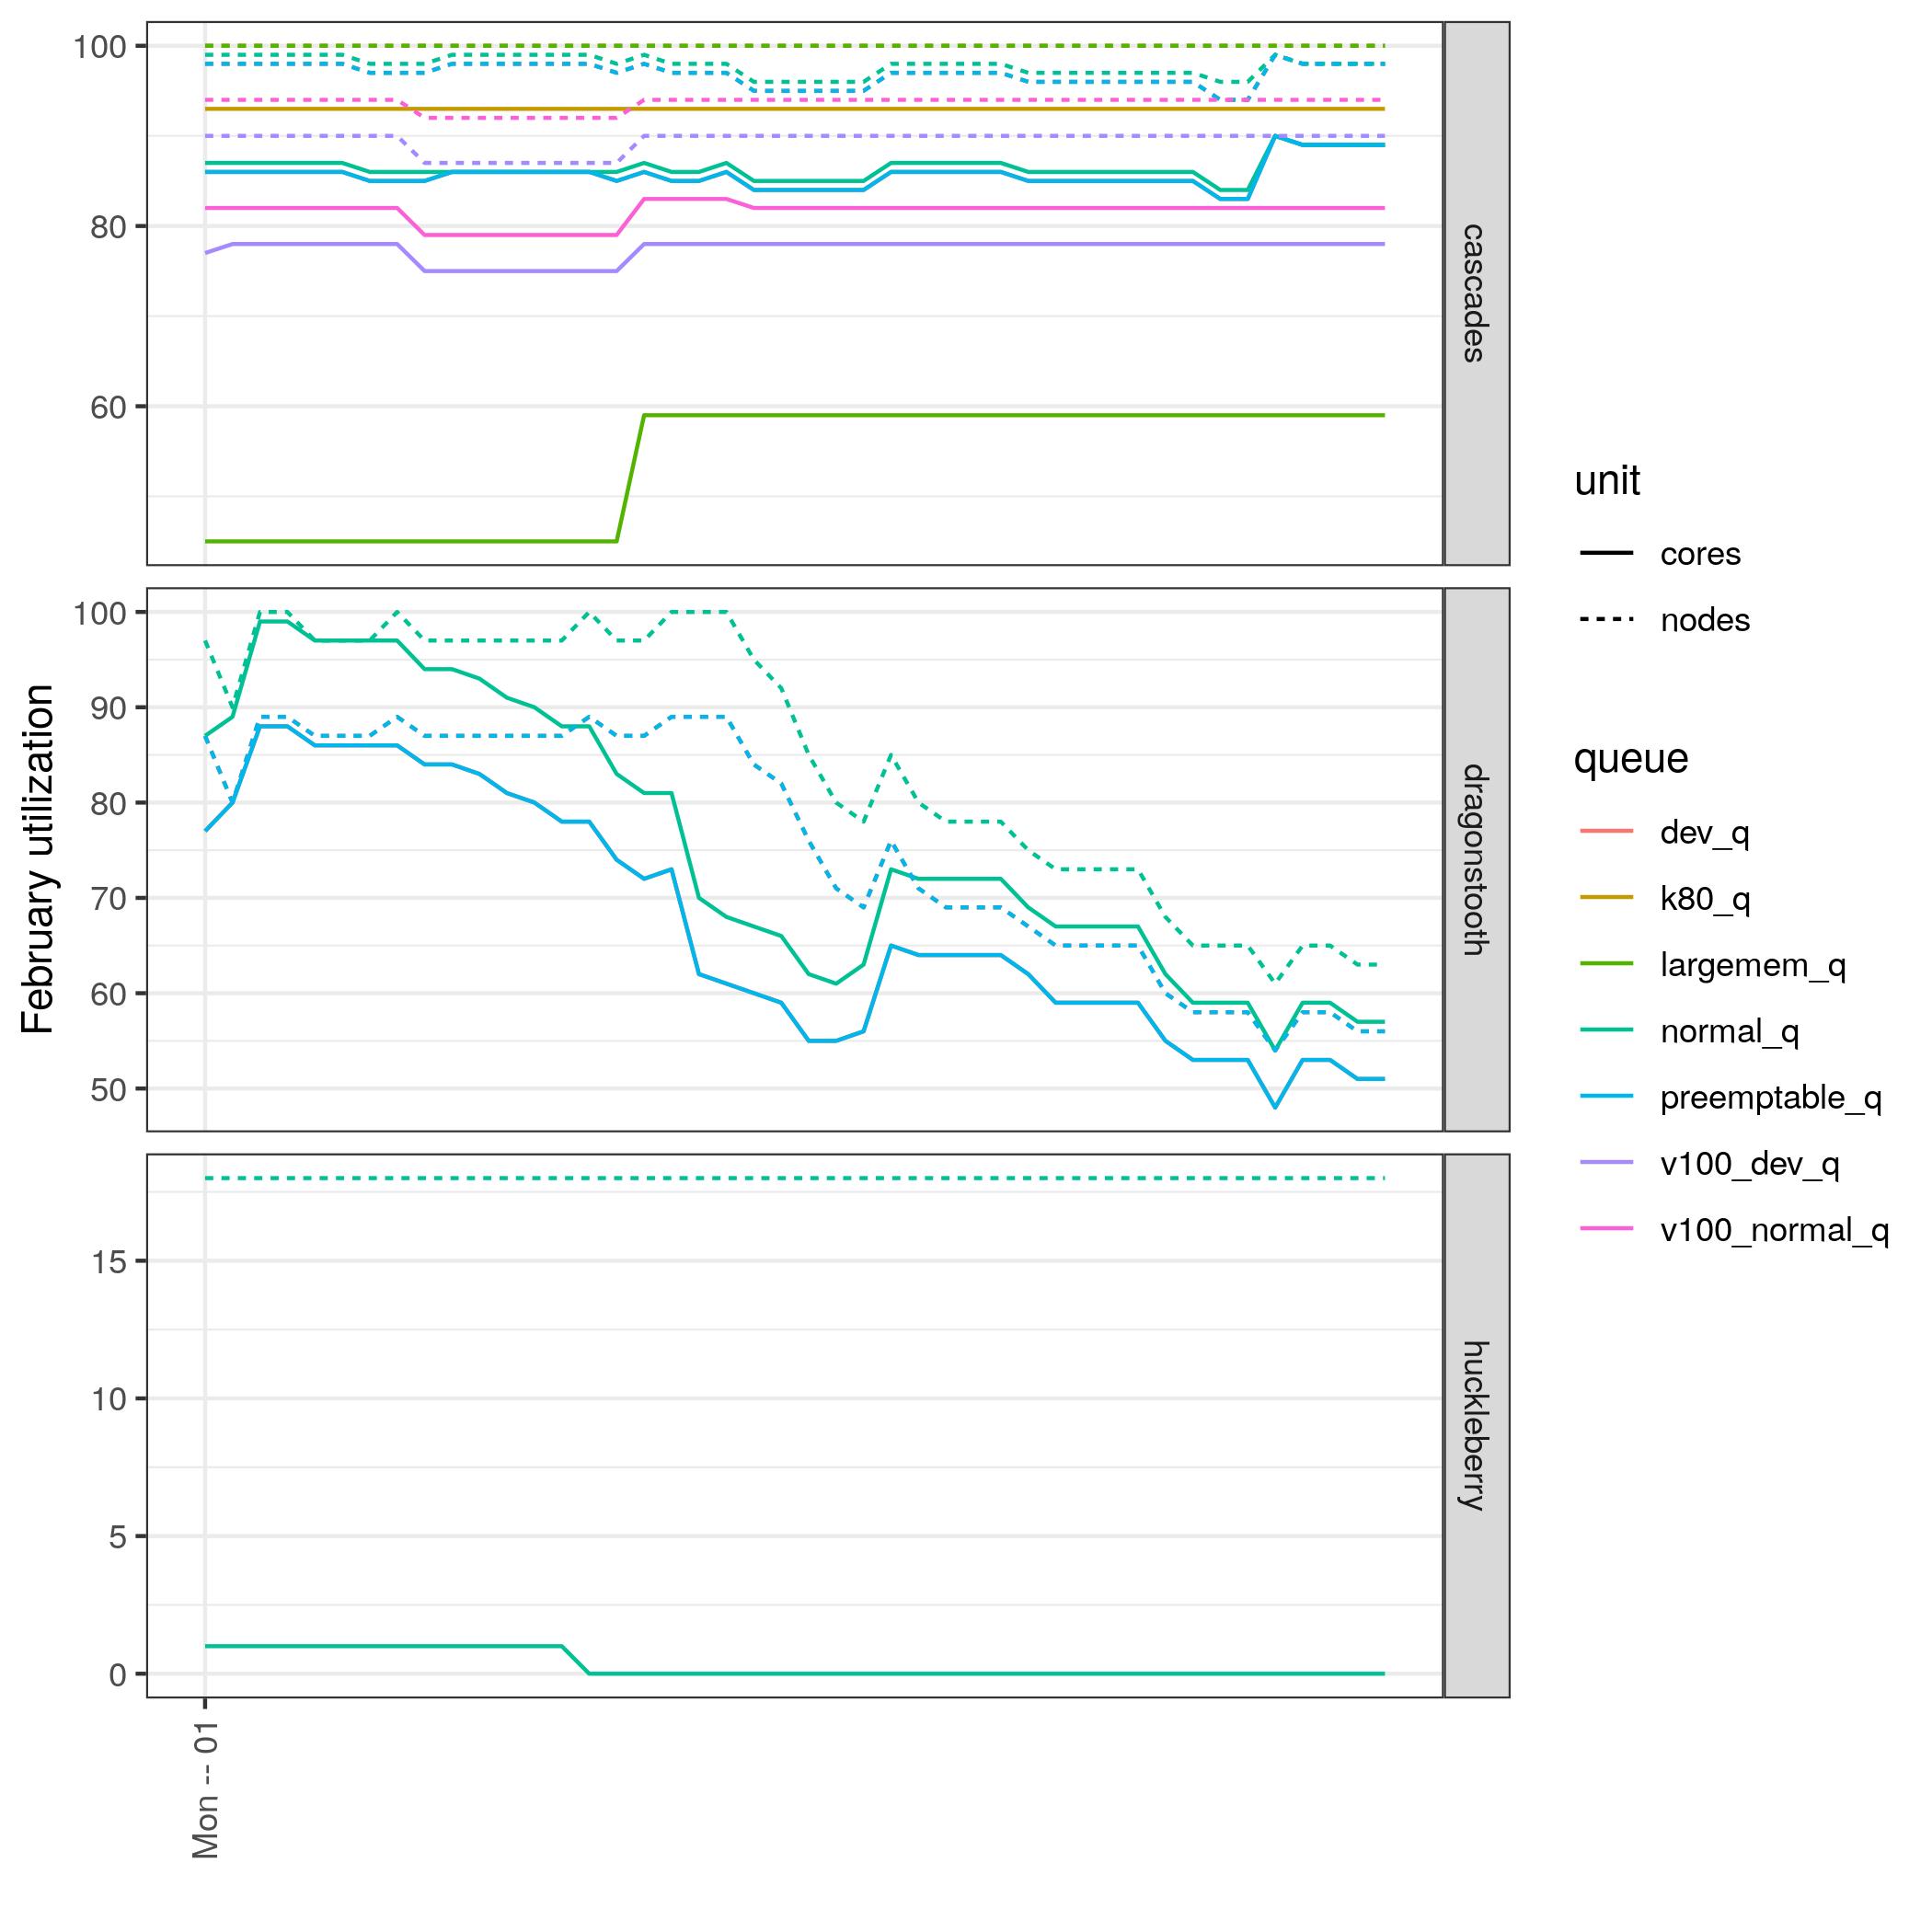 February utilization
100
80
60
cascades
100
90
80
70
60
50
dragonstooth
15
10
5
0
huckleberry
Mon -- 01
unit
cores
nodes
queue
dev_q
k80_q
largemem_q
normal_q
preemptable_q
v100_dev_q
v100_normal_q